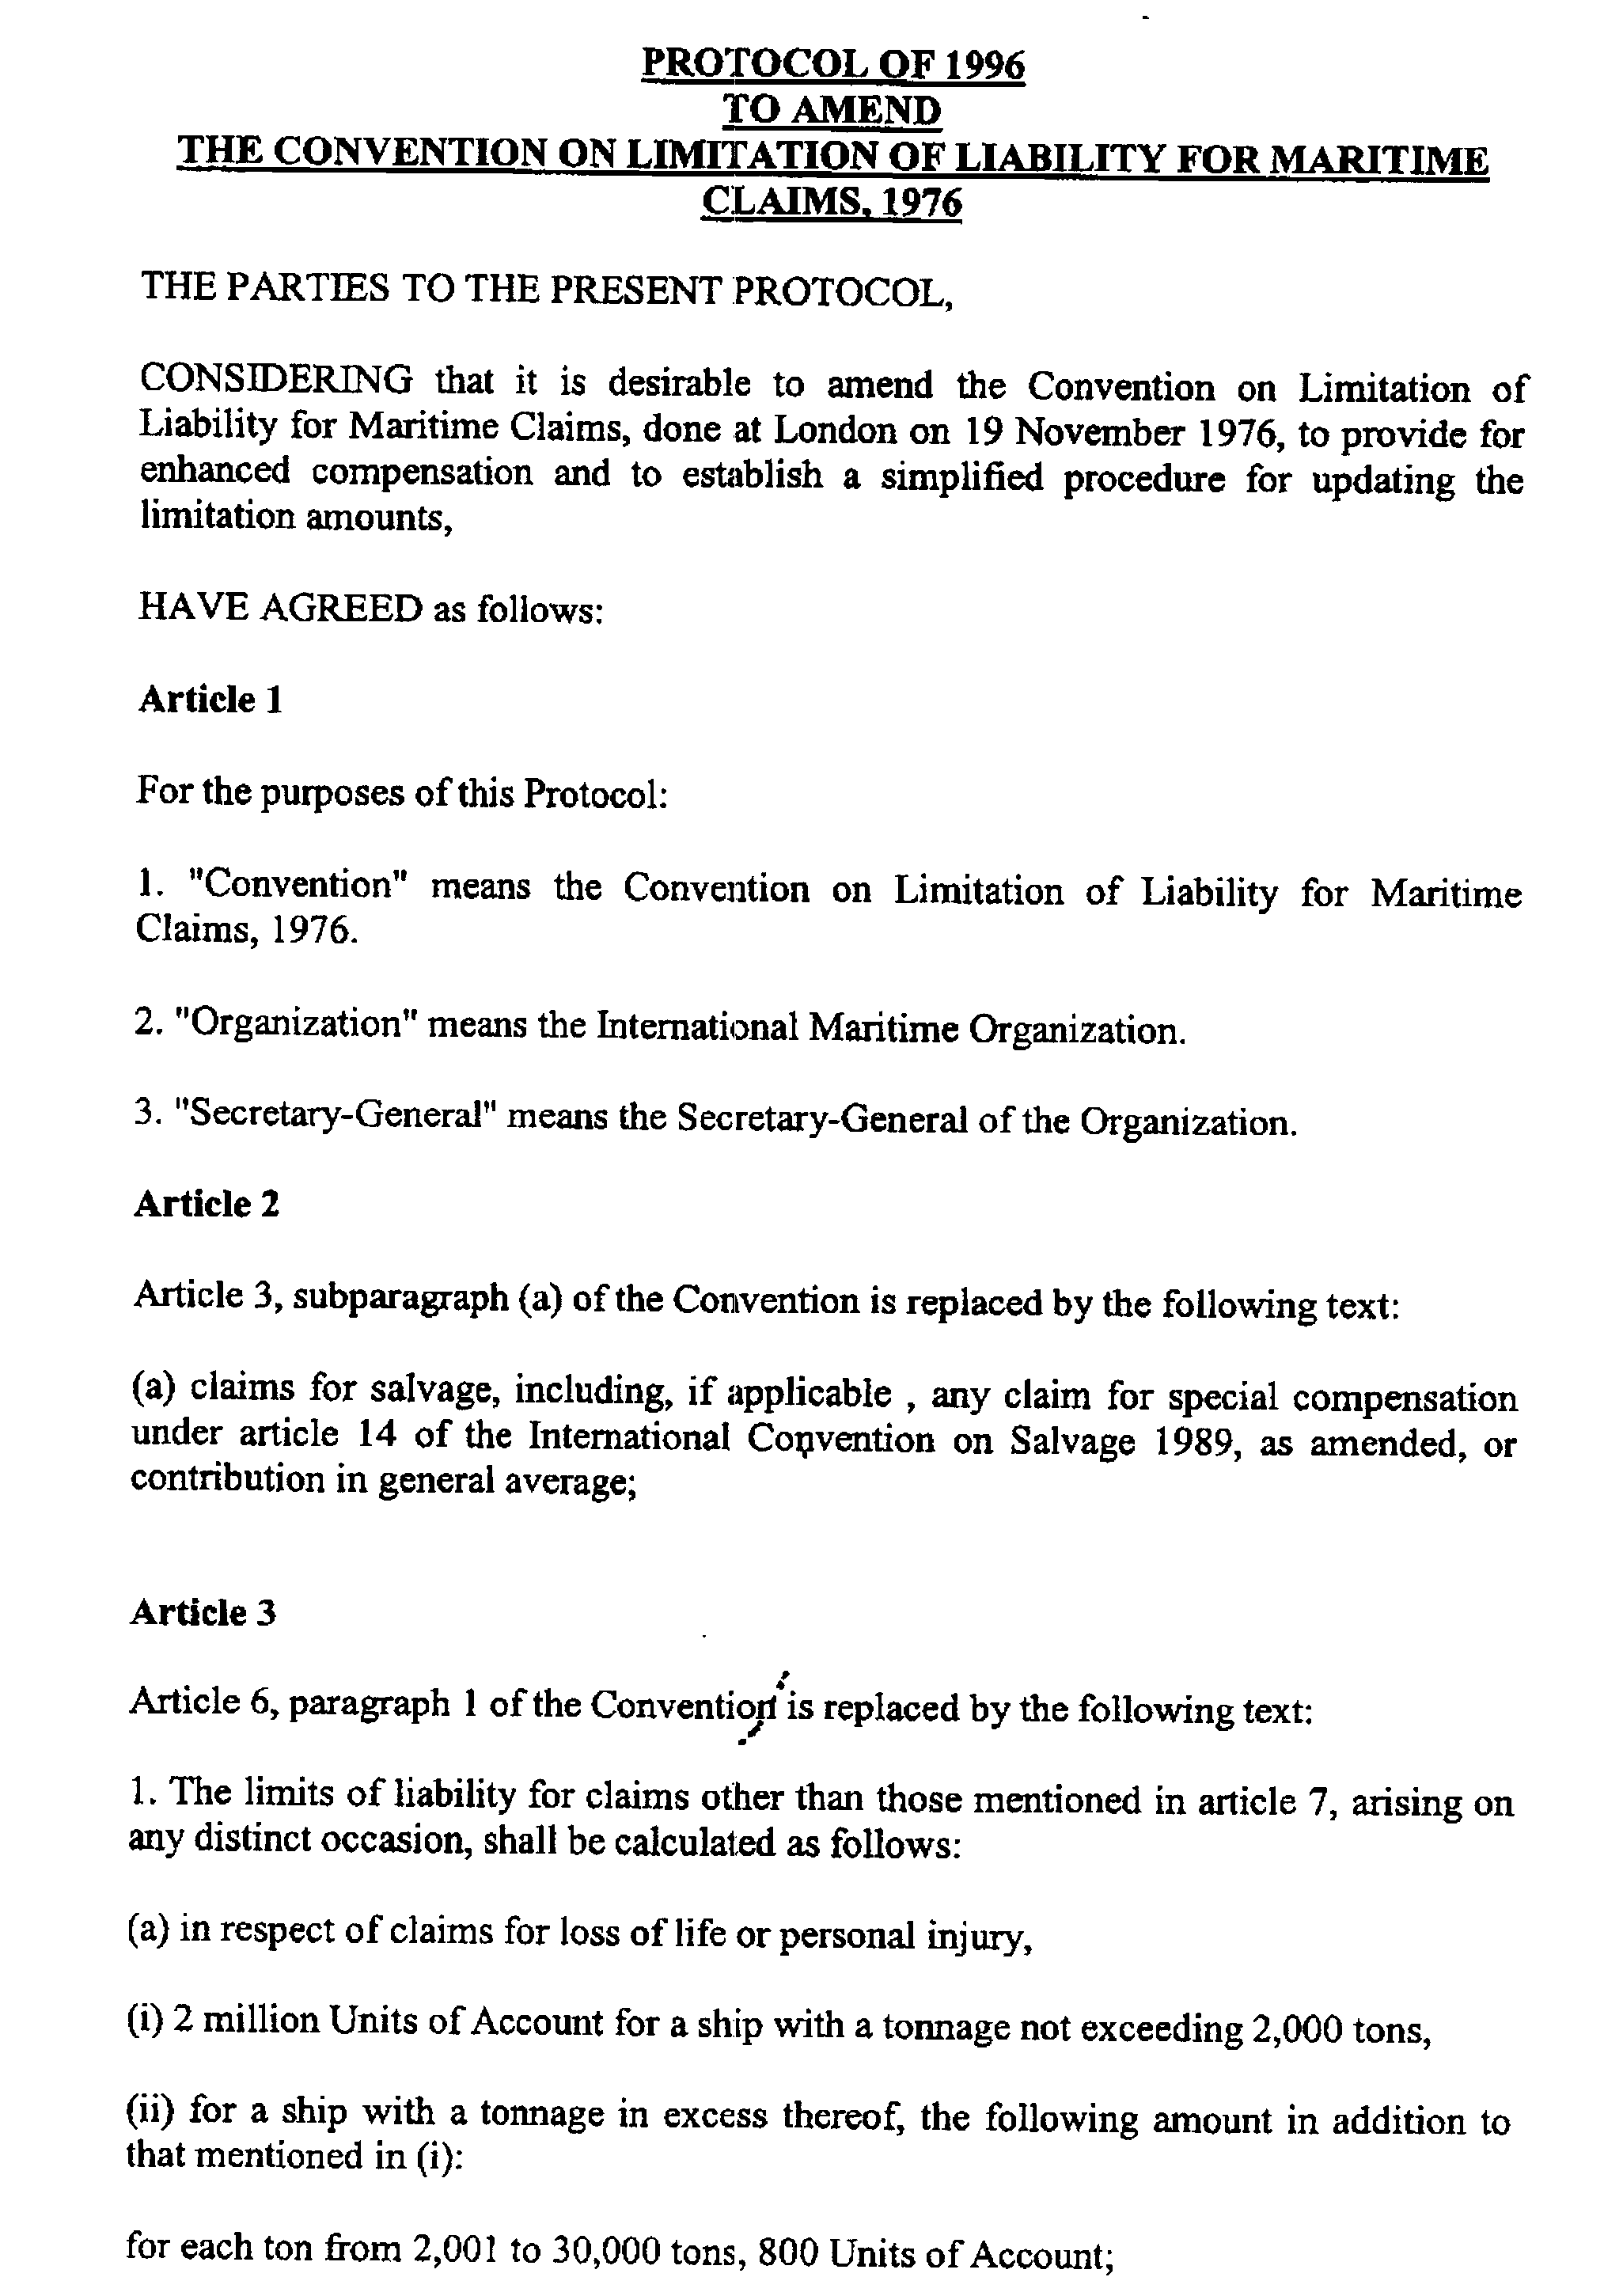 PROTOCOL OF 1996
TO AMEND
THE CONVENTION ON LIMITATION OF LIABILITY FOR MARITIME
CLAIMS, 1976
THE PARTIES TO THE PRESENT PROTOCOL,
CONSIDERING that it is desirable to amend the Convention on Limitation of
Liability for Maritime Claims, done at London on 19 November 1976, to provide for
enhanced compensation and to establish a simplified procedure for updating the
limitation amounts,
HAVE AGREED as follows:
Article 1
For the purposes of this Protocol:
1. "Convention" means the Convention on Limitation of Liability for Maritime
Claims, 1976.
2. "Organization" means the International Maritime Organization.
3. "Secretary-General" means the Secretary-General of the Organization.
Article 2
Article 3, subparagraph (a) of the Convention is replaced by the following text:
(a) claims for salvage, including, if applicable , any claim for special compensation
under article 14 of the International Convention on Salvage 1989, as amended, or
contribution in general average;
Article 3
Article 6, paragraph 1 of the Convention is replaced by the following text:
1. The limits of liability for claims other than those mentioned in article 7, arising on
any distinct occasion, shall be calculated as follows:
(a) in respect of claims for loss of life or personal injury,
(i) 2 million Units of Account for a ship with a tonnage not exceeding 2,000 tons,
(ii) for a ship with a tonnage in excess thereof, the following amount in addition to
that mentioned in (i):
for each ton from 2,001 to 30,000 tons, 800 Units of Account;